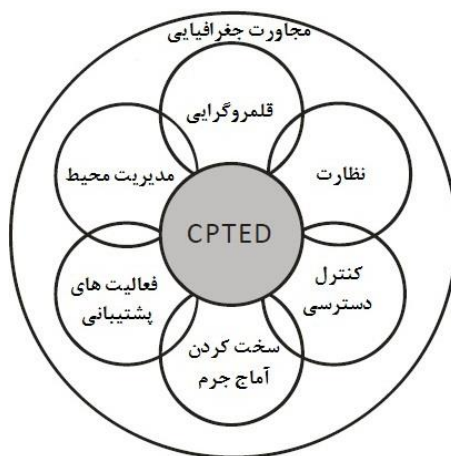 مجاورت جغرافیایی
قلمروگرایی
نظارت
مدیریت محیط
CPTED
کنترل
دسترسی
فعالیت های
پشتیبانی
سخت کردن
آماج جرم